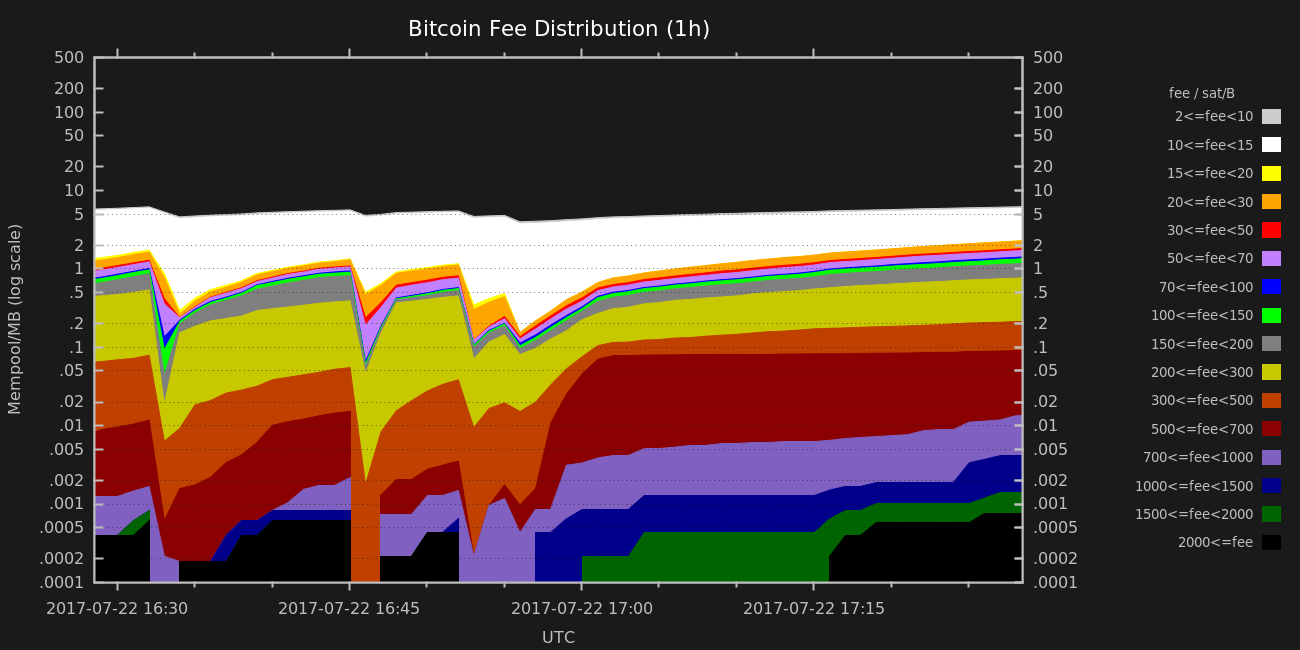 Bitcoin Fee Distribution (1h)
500
200
100
50
20
10
5
2
1
.5
.2
.1
.05
.02
.01
.005
.002
.001
.0005
.0002
.0001
Mempool/MB (log scale)
500
200
100
50
20
10
5
2
1
.5
.2
.1
.05
.02
.01
.005
.002
.001
.0005
.0002
.0001
2017-07-22 16:30 2017-07-22 16:45 2017-07-22 17:00 2017-07-22 17:15
UTC
fee / sat/B
2<=fee<10
10<=fee<15
15<=fee<20
20<=fee<30
30<=fee<50
50<=fee<70
70<=fee<100
100<=fee<150
150<=fee<200
200<=fee<300
300<=fee<500
500<=fee<700
700<=fee<1000
1000<=fee<1500
1500<=fee<2000
2000<=fee